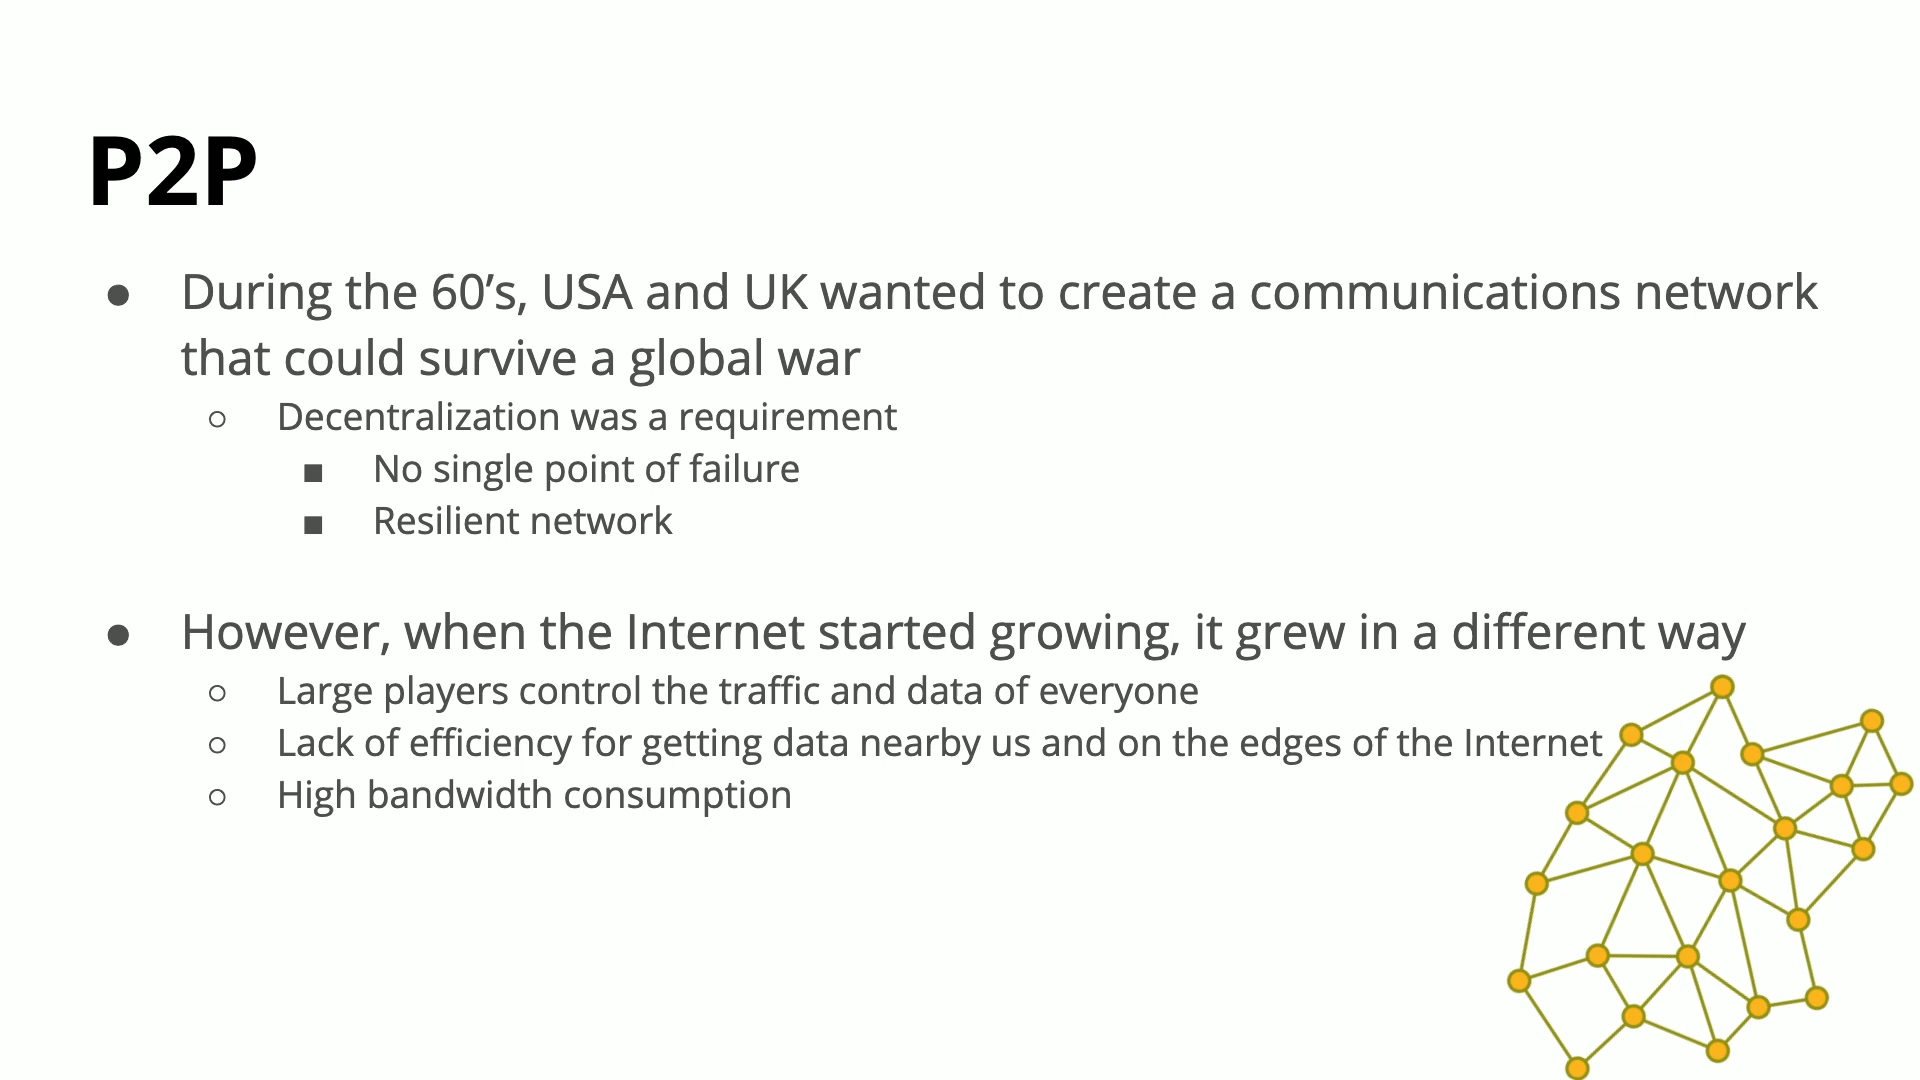 P2P
● During the 60’s, USA and UK wanted to create a communications network
that could survive a global war
○ Decentralization was a requirement
■ No single point of failure
■ Resilient network
● However, when the Internet started growing, it grew in a different way
○ Large players control the traffic and data of everyone
○ Lack of efficiency for getting data nearby us and on the edges of the Internet
○ High bandwidth consumption